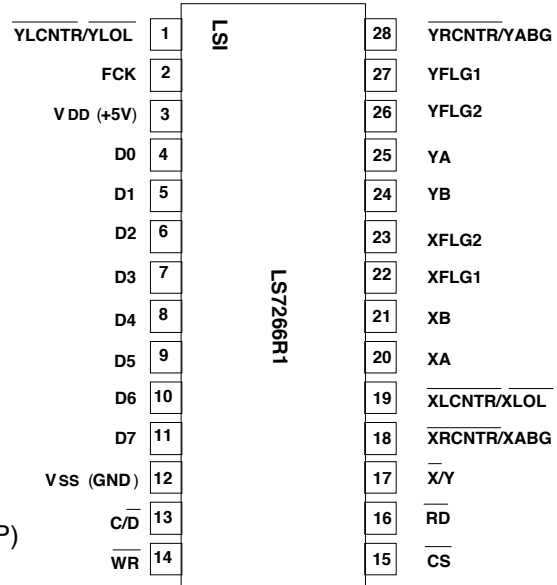 YLCNTR/YLOL 1 LSI 28 YRCNTR/YABG
FCK 2 27 YFLG1
VDD (+5V) 3 26 YFLG2
D0 4 25 YA
D1 5 24 YB
D2 6 23 XFLG2
D3 7 22 XFLG1
D4 8 21 XB
D5 9 20 XA
D6 10 19 XLCNTR/XLOL
D7 11 18 XRCNTR/XABG
VSS (GND) 12 17 X/Y
C/D 13 16 RD
WR 14 15 CS
LS7266R1
P)